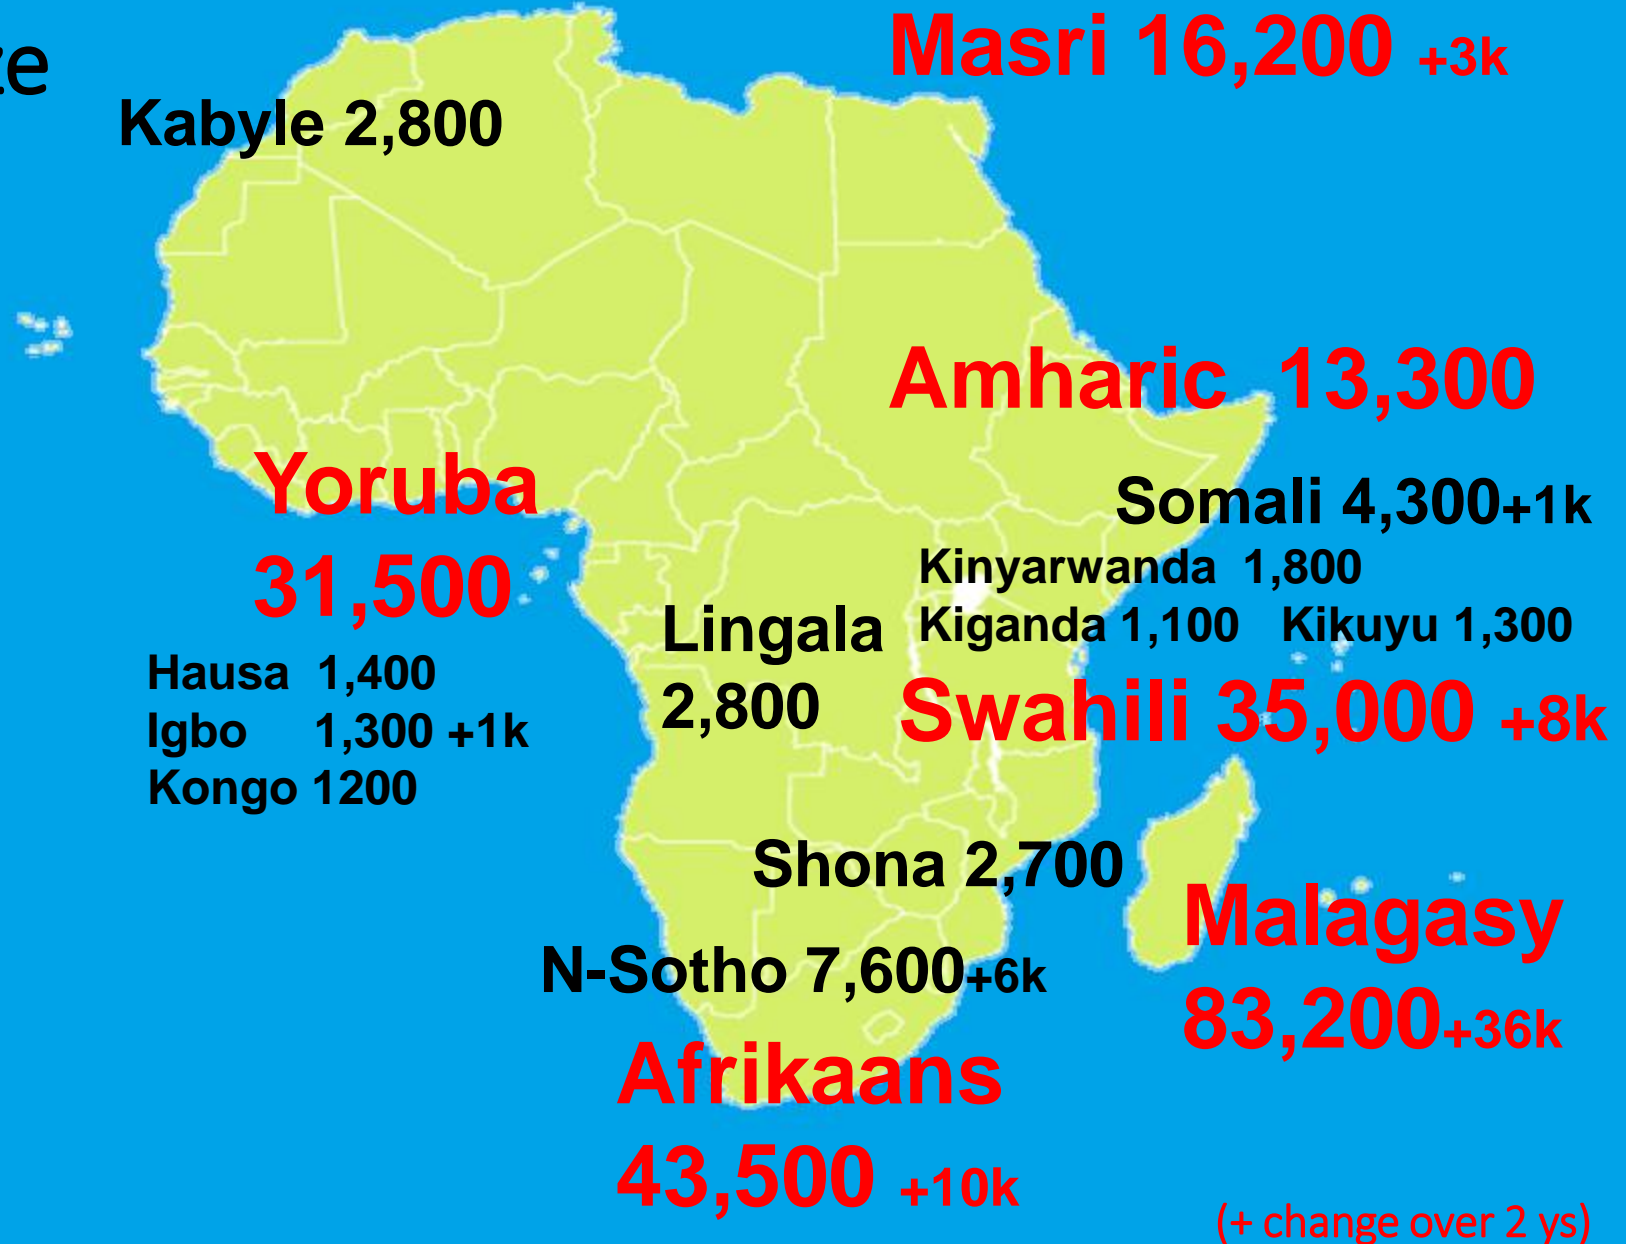 Masri 16,200 +3k
Kabyle 2,800
Amharic 13,300
Yoruba
31,500
Somali 4,300+1k
Kinyarwanda 1,800
Kiganda 1,100 Kikuyu 1,300
Lingala
2,800
Hausa 1,400
Igbo 1,300 +1k
Kongo 1200
Swahili 35,000 +8k
Shona 2,700
Malagasy
83,200+36k
N-Sotho 7,600+6k
Afrikaans
43,500 +10k
(+ change over 2 ys)